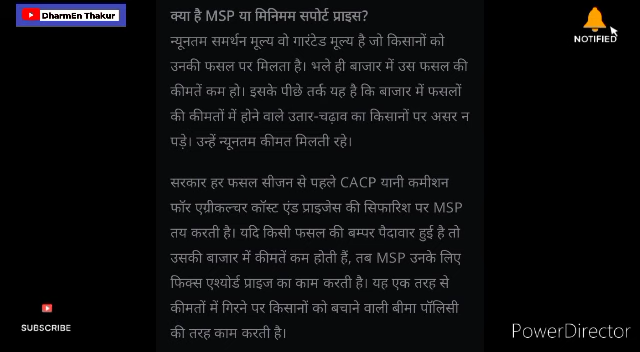 DharmEn Thakur
क्या है MSP या मिनिमम सपोर्ट प्राइस?
न्यूनतम समर्थन मूल्य वो गारंटेड मूल्य है जो किसानों को
उनकी फसल पर मिलता है। भले ही बाजार में उस फसल की
कीमतें कम हो। इसके पीछे तर्क यह है कि बाजार में फसलों
की कीमतों में होने वाले उतार-चढ़ाव का किसानों पर असर न
पड़े। उन्हें न्यूनतम कीमत मिलती रहे।
सरकार हर फसल सीजन से पहले CACP यानी कमीशन
फॉर एग्रीकल्चर कॉस्ट एंड प्राइजेस की सिफारिश पर MSP
तय करती है। यदि किसी फसल की बम्पर पैदावार हुई है तो
उसकी बाजार में कीमतें कम होती हैं, तब MSP उनके लिए
फिक्स एश्योर्ड प्राइज का काम करती है। यह एक तरह से
कीमतों में गिरने पर किसानों को बचाने वाली बीमा पॉलिसी
की तरह काम करती है।
NOTIFIED
SUBSCRIBE
PowerDirector